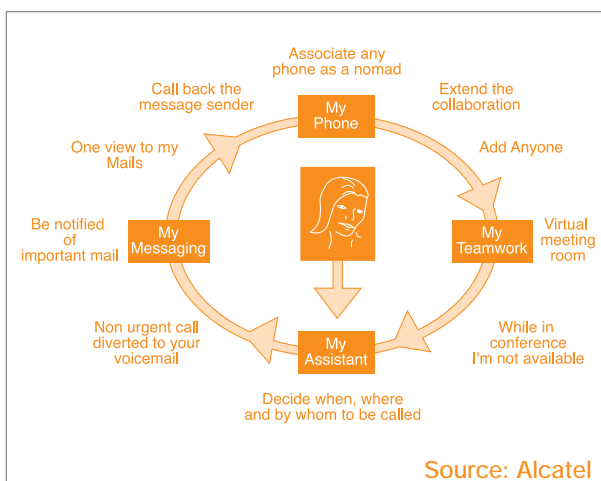 Associate any
phone as a nomad
Call back the
message sender
My
Phone
Extend the
collaboration
One view to my
Mails
Add Anyone
Be notified
of
important mail
My
Messaging
My
Teamwork
Virtual
meeting
room
Non urgent call
diverted to your
voicemail
My
Assistant
While in
conference
I'm not available
Decide when, where
and by whom to be called
Source: Alcatel